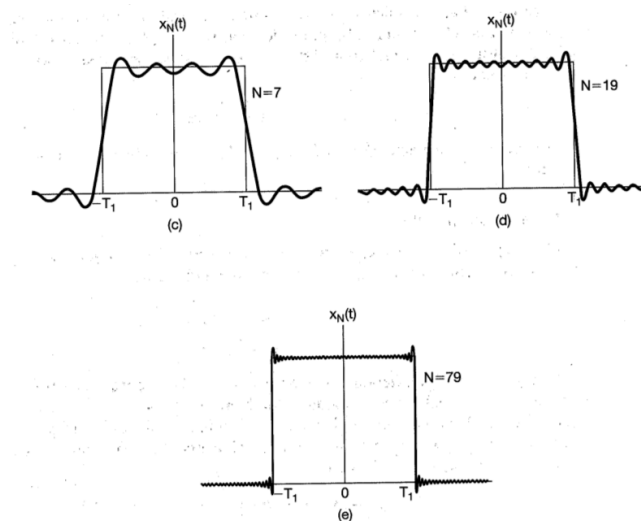 x_N(t)
N=7
−T₁ 0 T₁
(c)
x_N(t)
N=19
−T₁ 0 T₁
(d)
x_N(t)
N=79
−T₁ 0 T₁
(e)